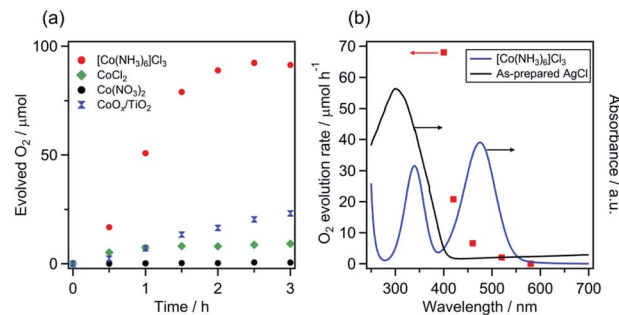 (a)
Evolved O2 / μmol
100
50
0
[Co(NH3)6]Cl3
CoCl2
Co(NO3)2
CoOx/TiO2
0 1 2 3
Time / h
(b)
O2 evolution rate / μmol h-1
70
60
50
40
30
20
10
0
[Co(NH3)6]Cl3
As-prepared AgCl
Absorbance / a.u.
300 400 500 600 700
Wavelength / nm